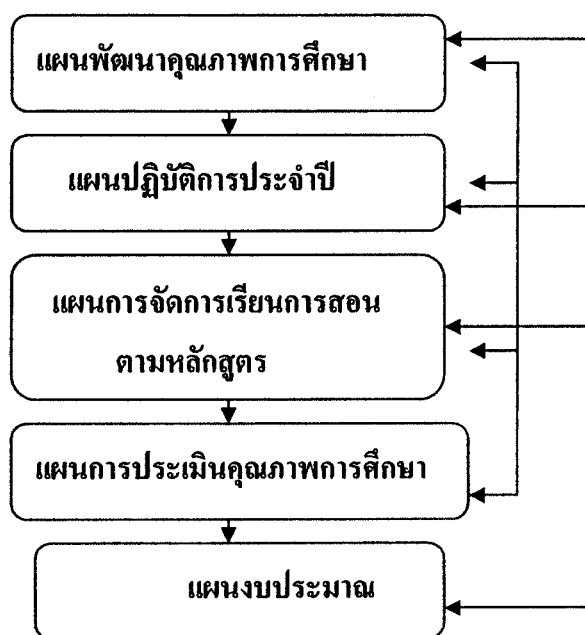 แผนพัฒนาคุณภาพการศึกษา
แผนปฏิบัติการประจำปี
แผนการจัดการเรียนการสอน
ตามหลักสูตร
แผนการประเมินคุณภาพการศึกษา
แผนงบประมาณ